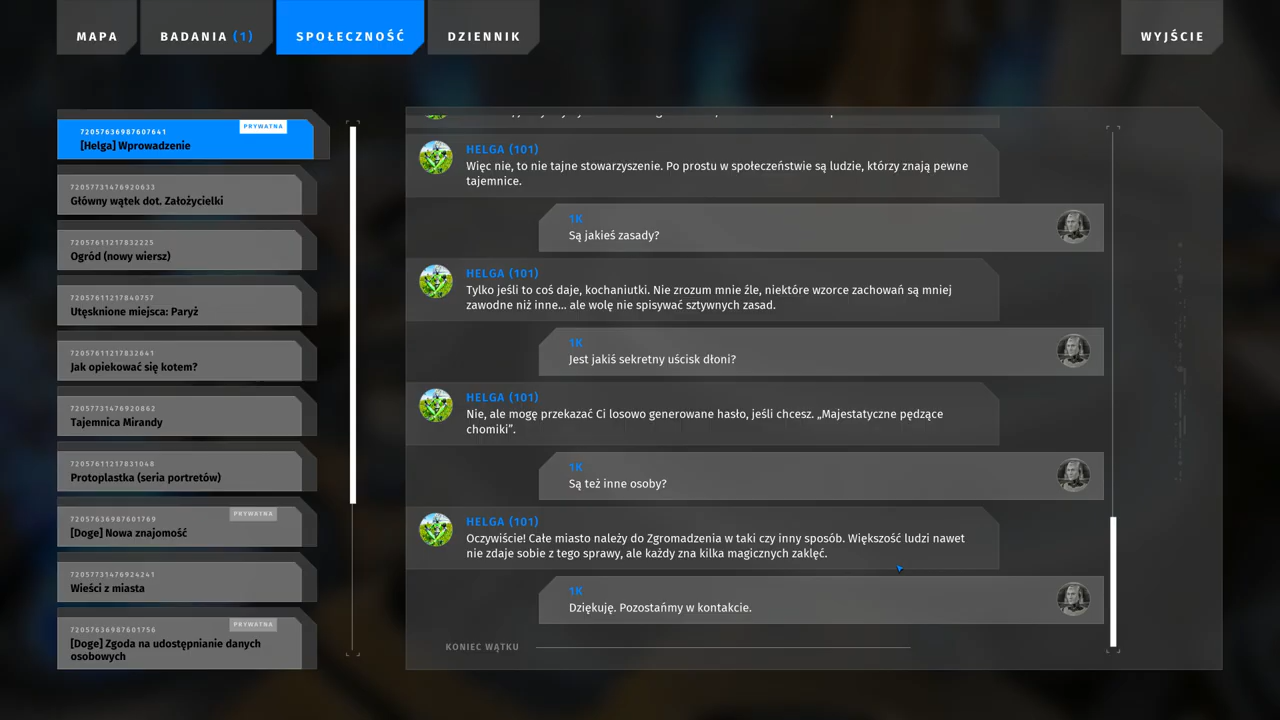 MAPA
BADANIA (1)
SPOŁECZNOŚĆ
DZIENNIK
WYJŚCIE
72057636987607641
PRYWATNA
[Helga] Wprowadzenie
72057731476920633
Główny wątek dot. Założycielki
72057611217832225
Ogród (nowy wiersz)
72057611217840757
Utęsknione miejsca: Paryż
72057611217832641
Jak opiekować się kotem?
72057731476920862
Tajemnica Mirandy
72057611217831048
Protoplastka (seria portretów)
72057636987601769
PRYWATNA
[Doge] Nowa znajomość
72057731476924241
Wieści z miasta
72057636987601756
PRYWATNA
[Doge] Zgoda na udostępnianie danych
osobowych
HELGA (101)
Więc nie, to nie tajne stowarzyszenie. Po prostu w społeczeństwie są ludzie, którzy znają pewne
tajemnice.
1K
Są jakieś zasady?
HELGA (101)
Tylko jeśli to coś daje, kochaniutki. Nie zrozum mnie źle, niektóre wzorce zachowań są mniej
zawodne niż inne... ale wolę nie spisywać sztywnych zasad.
1K
Jest jakiś sekretny uścisk dłoni?
HELGA (101)
Nie, ale mogę przekazać Ci losowo generowane hasło, jeśli chcesz. „Majestatyczne pędzące
chomiki”.
1K
Są też inne osoby?
HELGA (101)
Oczywiście! Całe miasto należy do Zgromadzenia w taki czy inny sposób. Większość ludzi nawet
nie zdaje sobie z tego sprawy, ale każdy zna kilka magicznych zaklęć.
1K
Dziękuję. Pozostańmy w kontakcie.
KONIEC WĄTKU